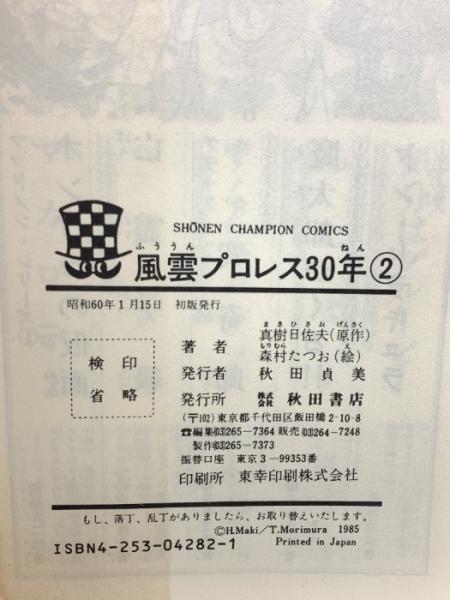 SHŌNEN CHAMPION COMICS
ふううん ねん
風雲プロレス30年②
昭和60年1月15日 初版発行
検印
省略
まきひさお げんさく
著者 真樹日佐夫(原作)
もりむら え
森村たつお(絵)
発行者 秋田貞美
発行所 株式会社 秋田書店
(〒102)東京都千代田区飯田橋2-10-8
☎編集(03)265-7364 販売(03)264-7248
製作(03)265-7373
振替口座 東京3-99353番
印刷所 東幸印刷株式会社
もし、落丁、乱丁がありましたら、お取り替えいたします。
©H.Maki/T.Morimura 1985
ISBN4-253-04282-1 Printed in Japan